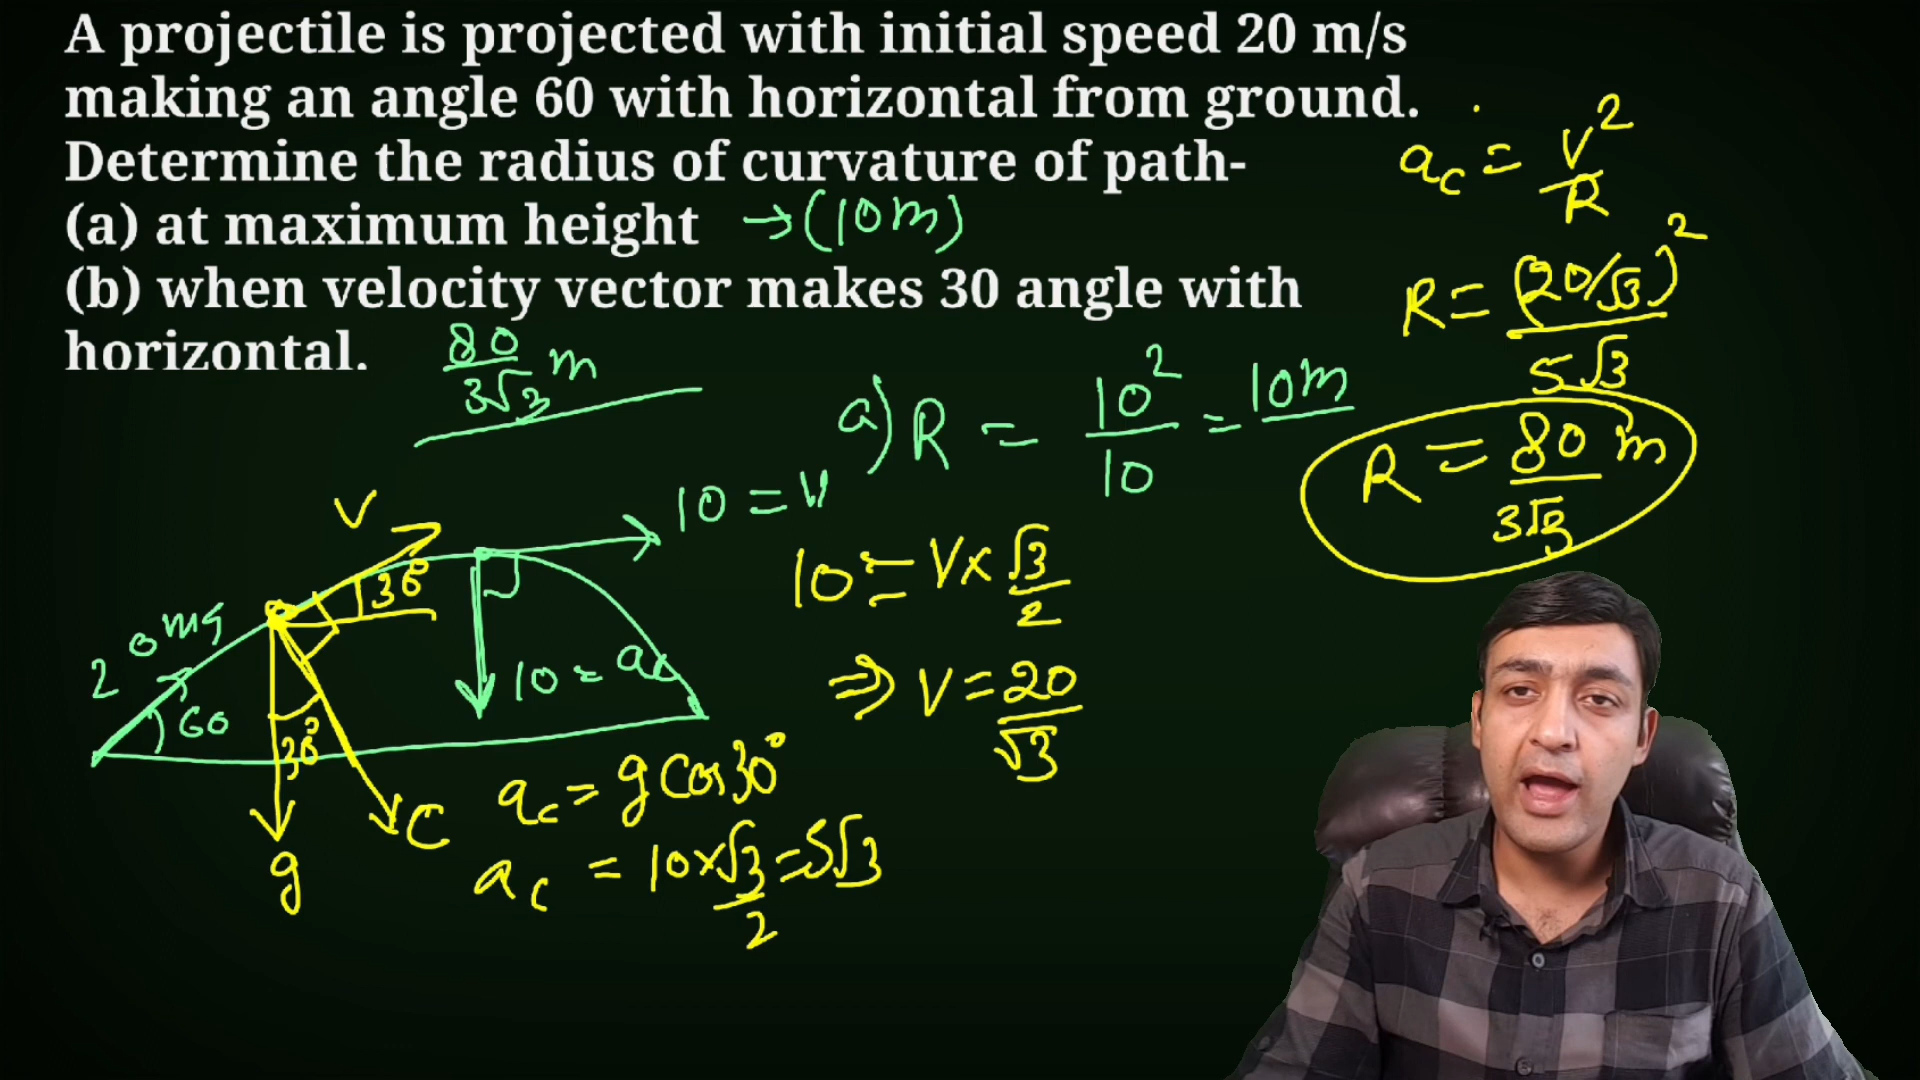 A projectile is projected with initial speed 20 m/s
making an angle 60 with horizontal from ground.
Determine the radius of curvature of path-
(a) at maximum height → (10m)
(b) when velocity vector makes 30 angle with
horizontal. 80/3√3 m
a_c = v²/R
R = (20/√3)²/5√3
R = 80/3√3 m
a) R = 10²/10 = 10m
10 = v
V
30°
20 m/s
60
30°
g
C
10 = a_c
10 = V × √3/2
⇒ V = 20/√3
a_c = g cos 30°
a_c = 10×√3/2 = 5√3